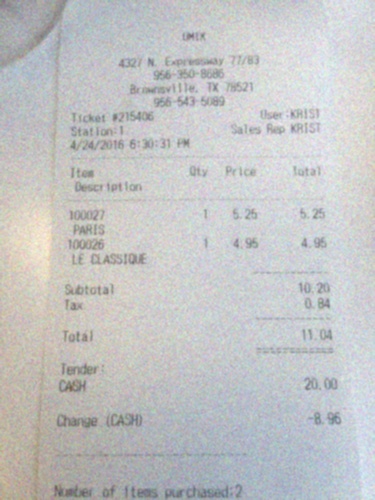 UMIX
4327 N. Expressway 77/83
956-350-8686
Brownsville, TX 78521
956-543-5089
Ticket #215406 User:KRIST
Station:1 Sales Rep KRIST
4/24/2016 6:30:31 PM
Item Qty Price Total
Description
100027 1 5.25 5.25
PARIS
100026 1 4.95 4.95
LE CLASSIQUE
Subtotal 10.20
Tax 0.84
Total 11.04
Tender:
CASH 20.00
Change (CASH) -8.96
Number of Items purchased:2